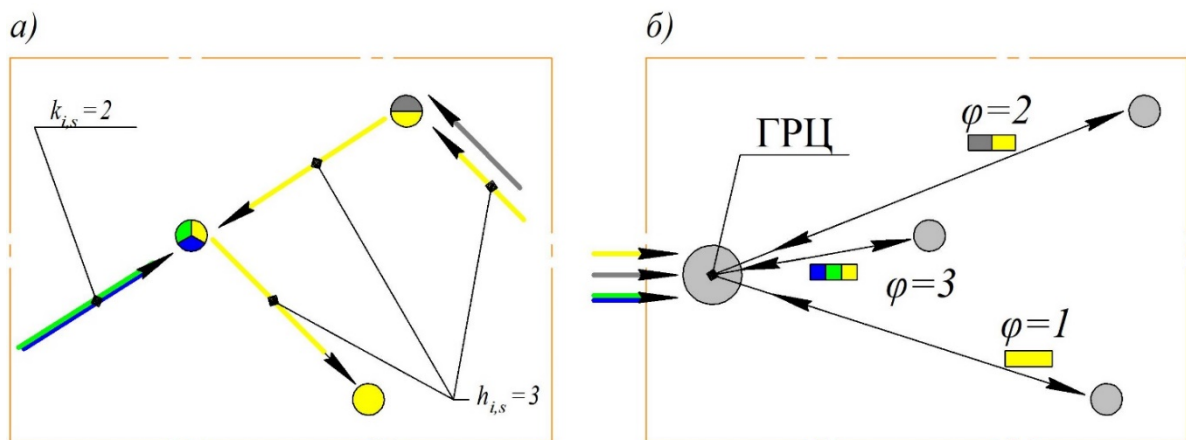 а)
k_{i,s}=2
h_{i,s}=3
б)
φ=2
ГРЦ
φ=3
φ=1